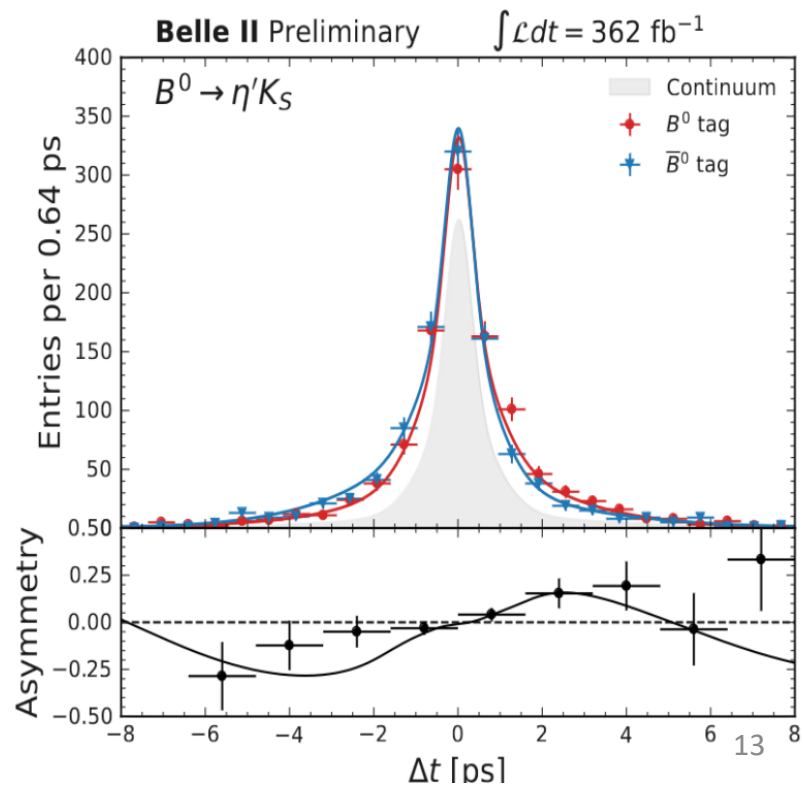 Belle II Preliminary ∫ℒdt = 362 fb⁻¹
B⁰ → η′K_S
Continuum
B⁰ tag
B̅⁰ tag
Entries per 0.64 ps
400
350
300
250
200
150
100
50
0.50
0.25
0.00
−0.25
−0.50
Asymmetry
−8 −6 −4 −2 0 2 4 6 8
13
Δt [ps]